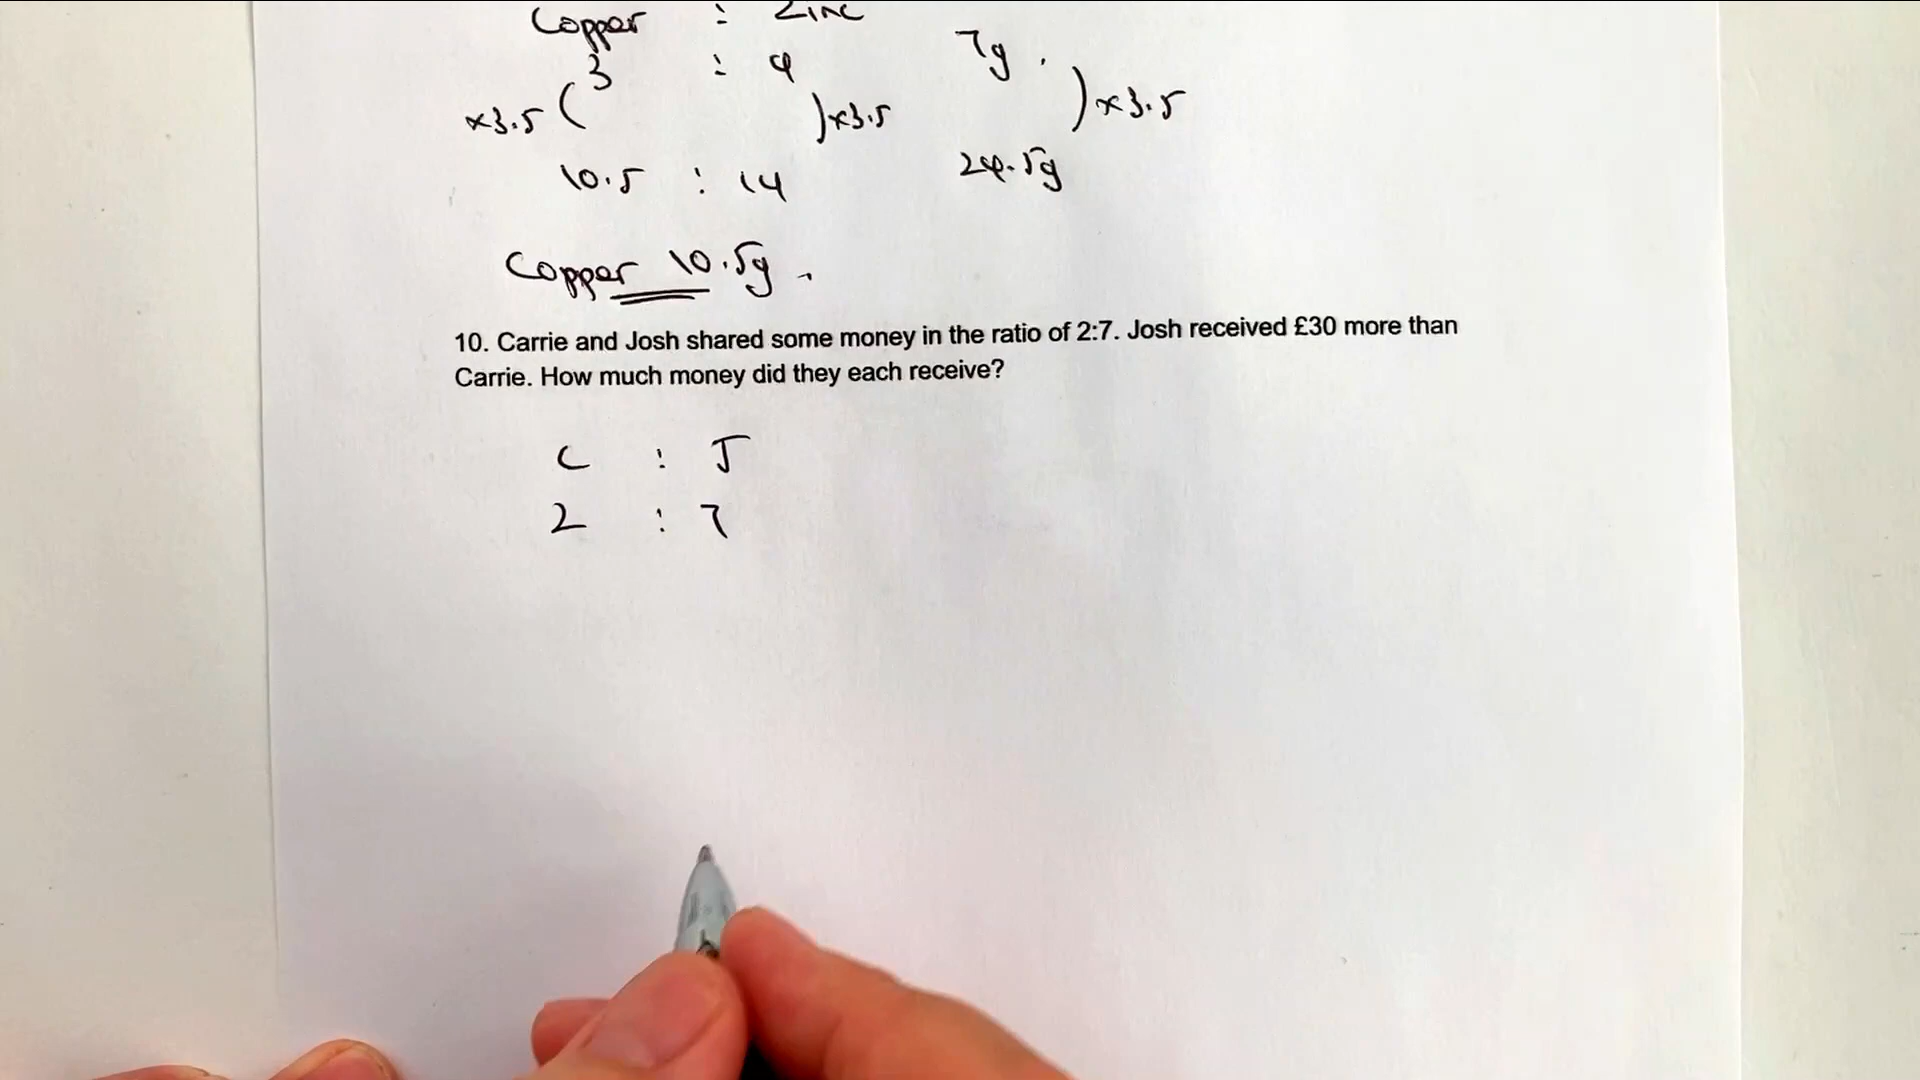 Copper : Zinc
3 : 4 7g.
×3.5 ( )×3.5 )×3.5
10.5 : 14 24.5g
Copper 10.5g.
10. Carrie and Josh shared some money in the ratio of 2:7. Josh received £30 more than
Carrie. How much money did they each receive?
C : J
2 : 7